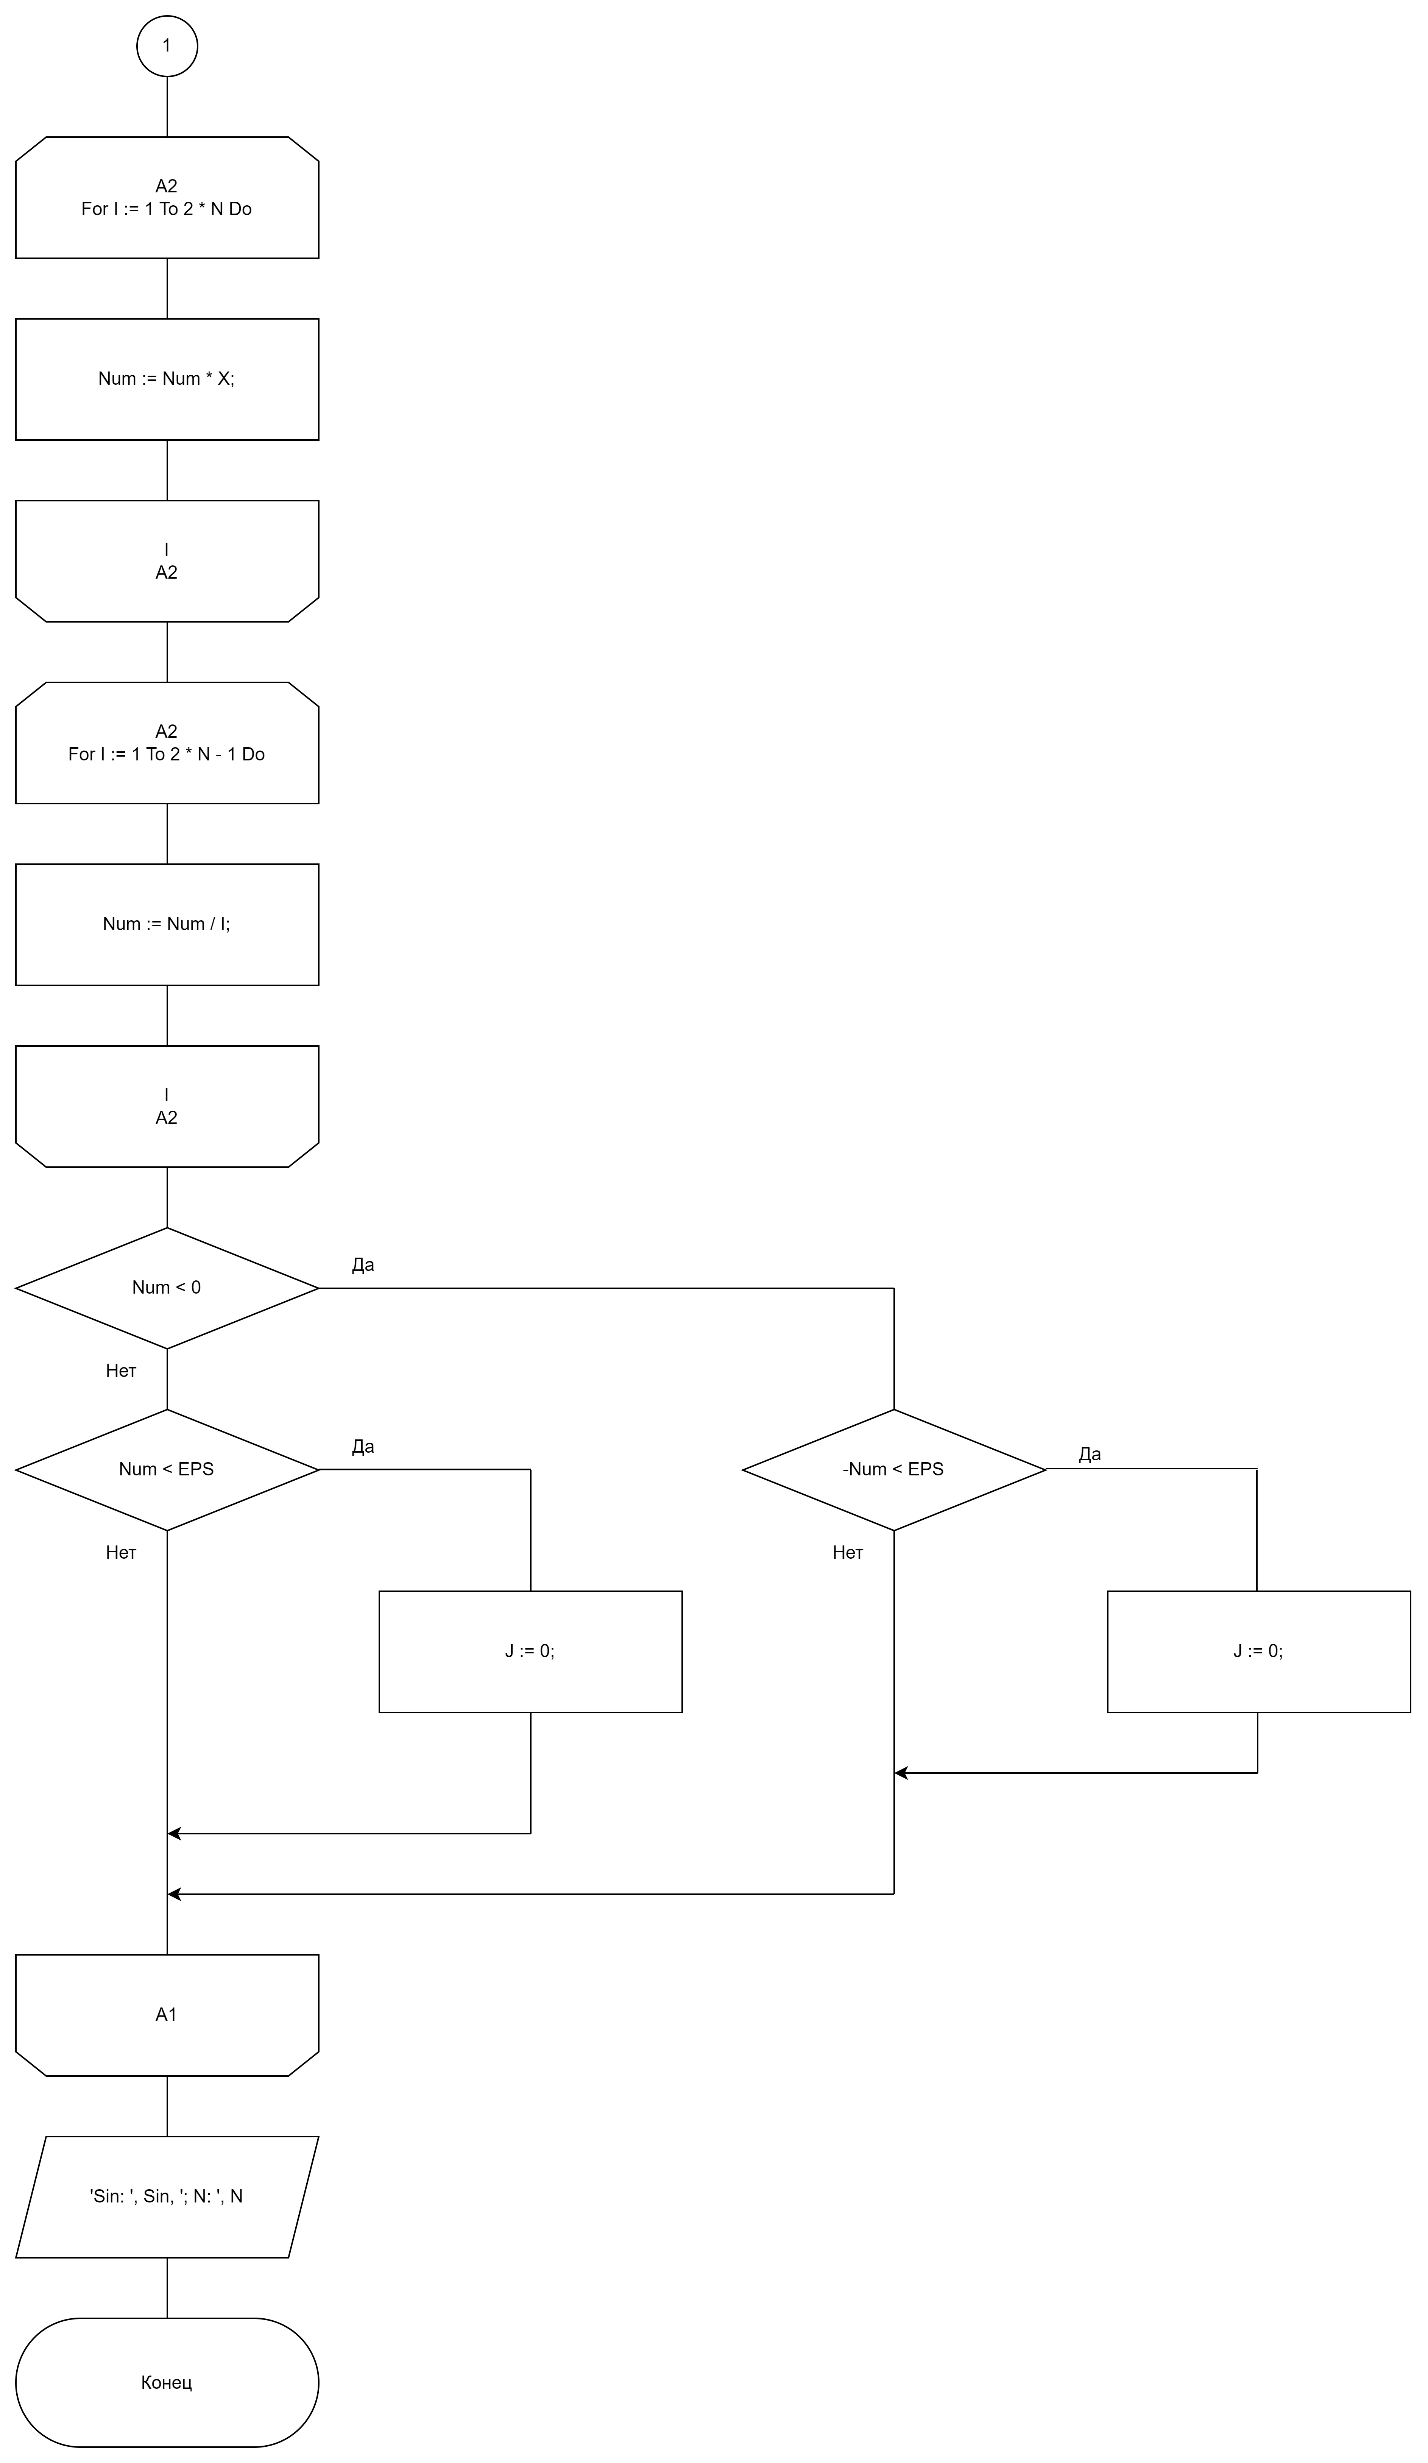 1
A2
For I := 1 To 2 * N Do
Num := Num * X;
I
A2
A2
For I := 1 To 2 * N - 1 Do
Num := Num / I;
I
A2
Num < 0
Да
Нет
Num < EPS
Да
Нет
-Num < EPS
Да
Нет
J := 0;
J := 0;
A1
'Sin: ', Sin, '; N: ', N
Конец